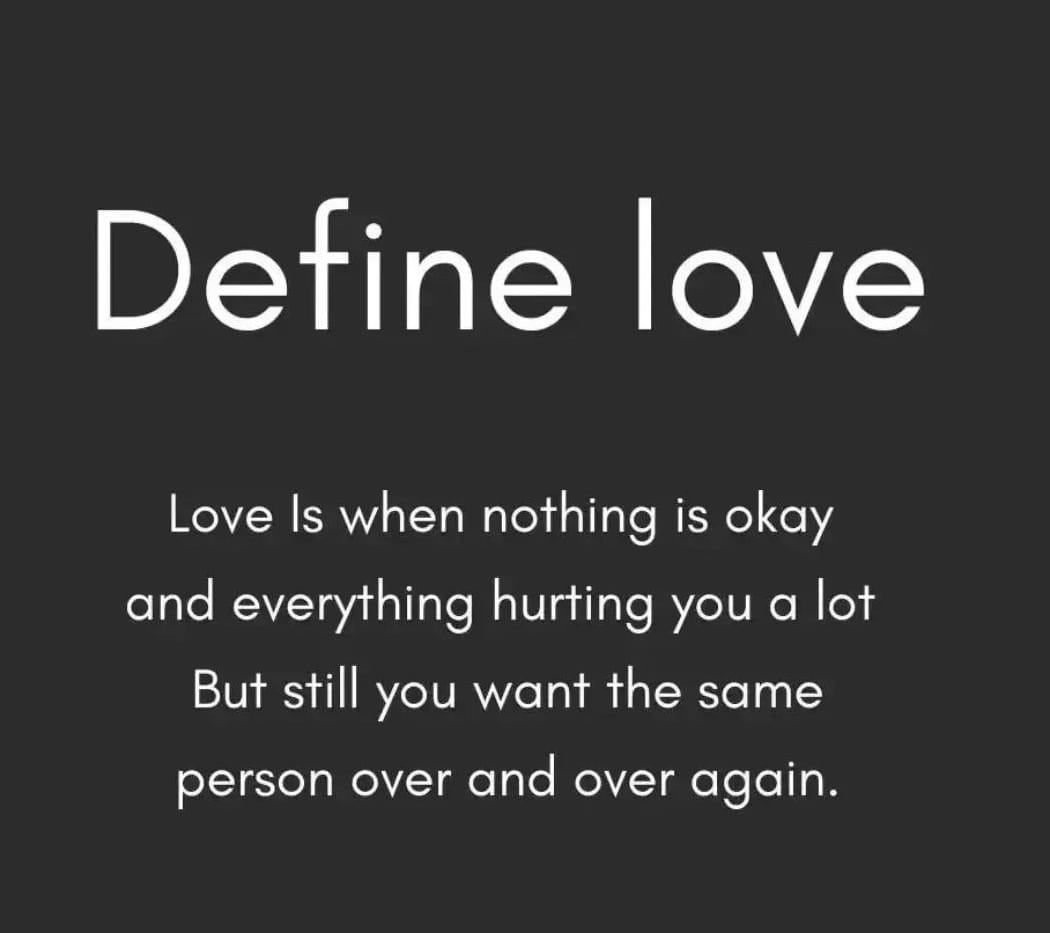 Define love
Love Is when nothing is okay
and everything hurting you a lot
But still you want the same
person over and over again.